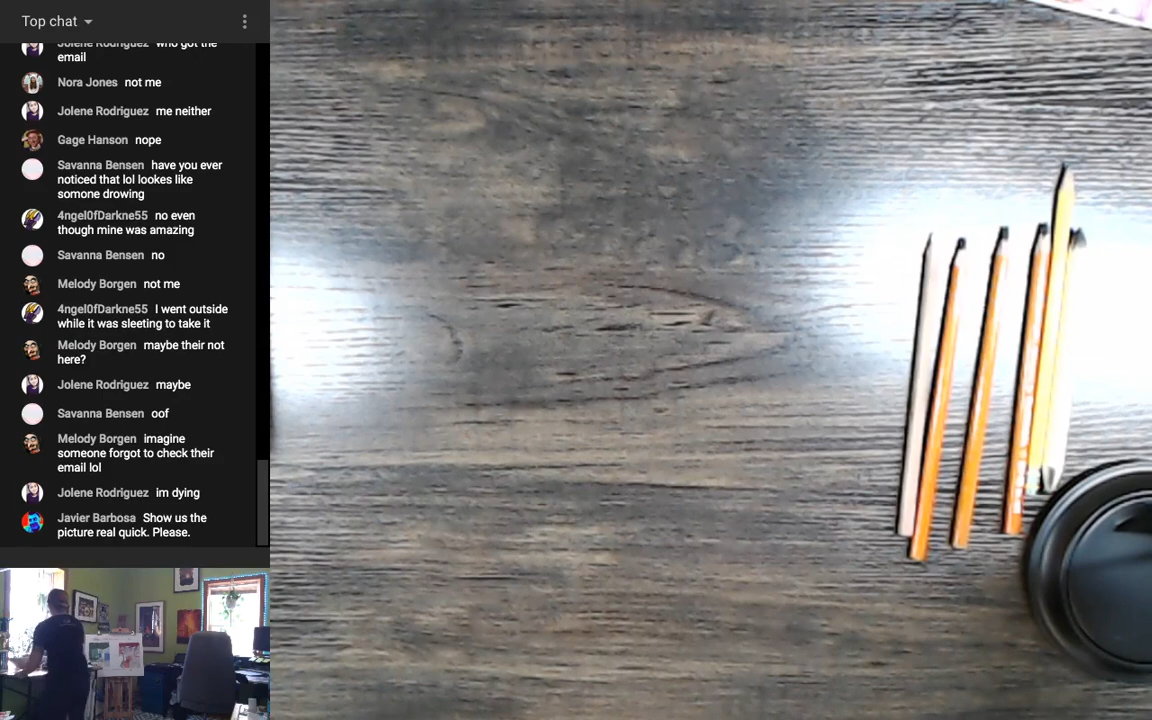 Top chat
Jolene Rodriguez who got the
email
Nora Jones not me
Jolene Rodriguez me neither
Gage Hanson nope
Savanna Bensen have you ever
noticed that lol lookes like
somone drowing
4ngel0fDarkne55 no even
though mine was amazing
Savanna Bensen no
Melody Borgen not me
4ngel0fDarkne55 I went outside
while it was sleeting to take it
Melody Borgen maybe their not
here?
Jolene Rodriguez maybe
Savanna Bensen oof
Melody Borgen imagine
someone forgot to check their
email lol
Jolene Rodriguez im dying
Javier Barbosa Show us the
picture real quick. Please.